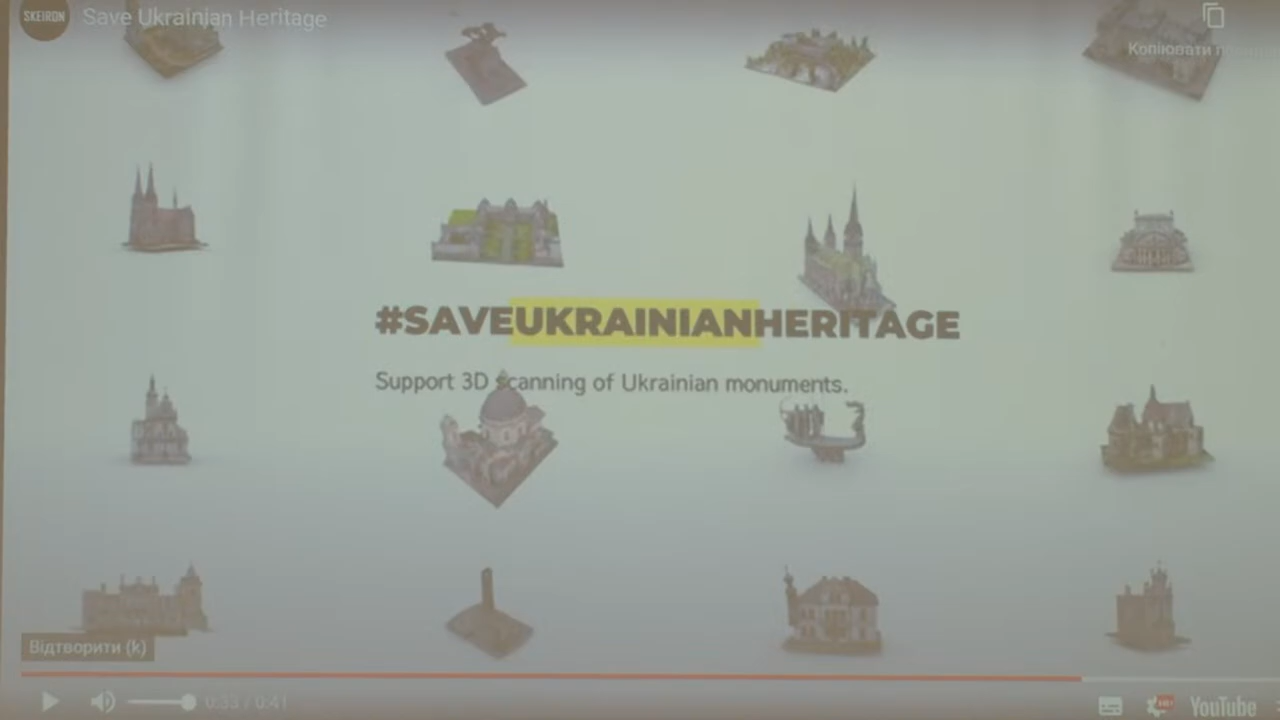 SKEIRON
Save Ukrainian Heritage
Копіювати
#SAVEUKRAINIANHERITAGE
Support 3D scanning of Ukrainian monuments.
Відтворити (k)
0:33 / 0:41
YouTube